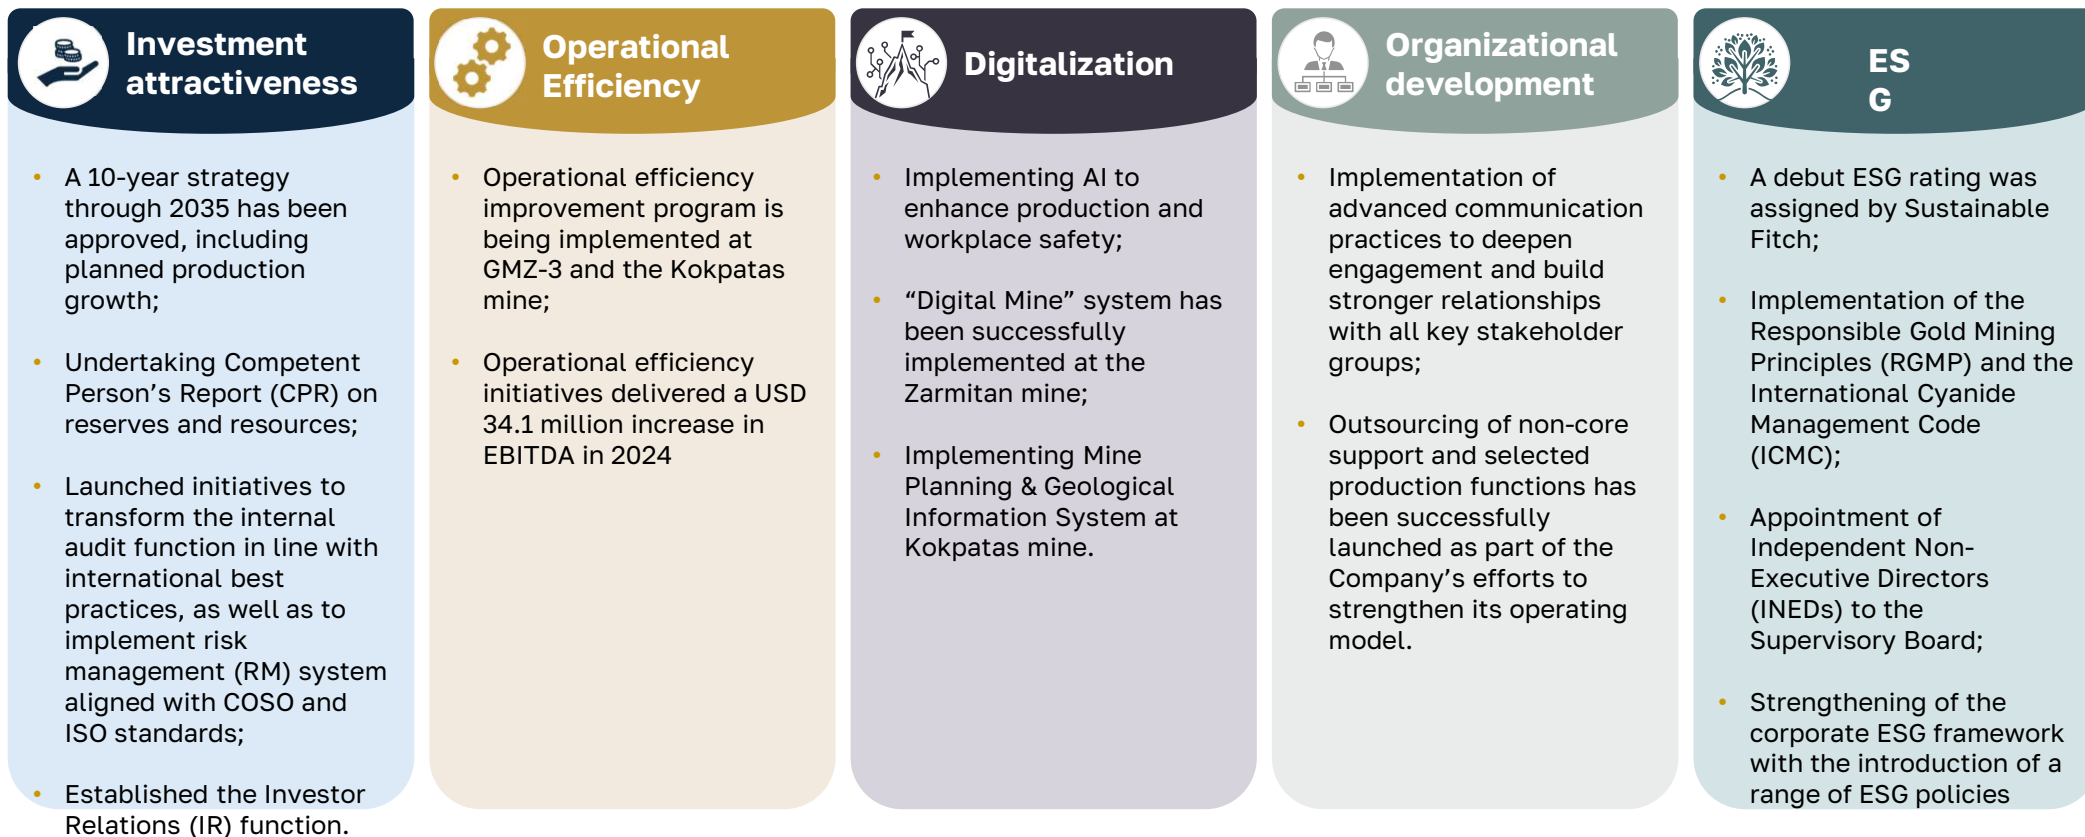 Investment
attractiveness
• A 10-year strategy
through 2035 has been
approved, including
planned production
growth;
• Undertaking Competent
Person’s Report (CPR) on
reserves and resources;
• Launched initiatives to
transform the internal
audit function in line with
international best
practices, as well as to
implement risk
management (RM) system
aligned with COSO and
ISO standards;
• Established the Investor
Relations (IR) function.
Operational
Efficiency
• Operational efficiency
improvement program is
being implemented at
GMZ-3 and the Kokpatas
mine;
• Operational efficiency
initiatives delivered a USD
34.1 million increase in
EBITDA in 2024
Digitalization
• Implementing AI to
enhance production and
workplace safety;
• “Digital Mine” system has
been successfully
implemented at the
Zarmitan mine;
• Implementing Mine
Planning & Geological
Information System at
Kokpatas mine.
Organizational
development
• Implementation of
advanced communication
practices to deepen
engagement and build
stronger relationships
with all key stakeholder
groups;
• Outsourcing of non-core
support and selected
production functions has
been successfully
launched as part of the
Company’s efforts to
strengthen its operating
model.
ES
G
• A debut ESG rating was
assigned by Sustainable
Fitch;
• Implementation of the
Responsible Gold Mining
Principles (RGMP) and the
International Cyanide
Management Code
(ICMC);
• Appointment of
Independent Non-
Executive Directors
(INEDs) to the
Supervisory Board;
• Strengthening of the
corporate ESG framework
with the introduction of a
range of ESG policies